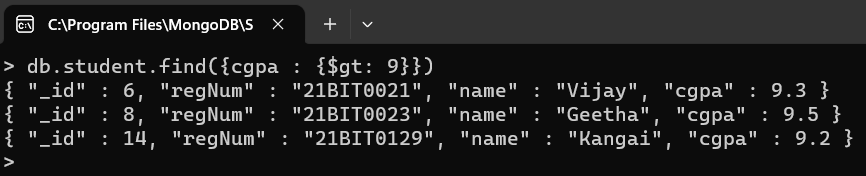 C:\Program Files\MongoDB\S
> db.student.find({cgpa : {$gt: 9}})
{ "_id" : 6, "regNum" : "21BIT0021", "name" : "Vijay", "cgpa" : 9.3 }
{ "_id" : 8, "regNum" : "21BIT0023", "name" : "Geetha", "cgpa" : 9.5 }
{ "_id" : 14, "regNum" : "21BIT0129", "name" : "Kangai", "cgpa" : 9.2 }
>